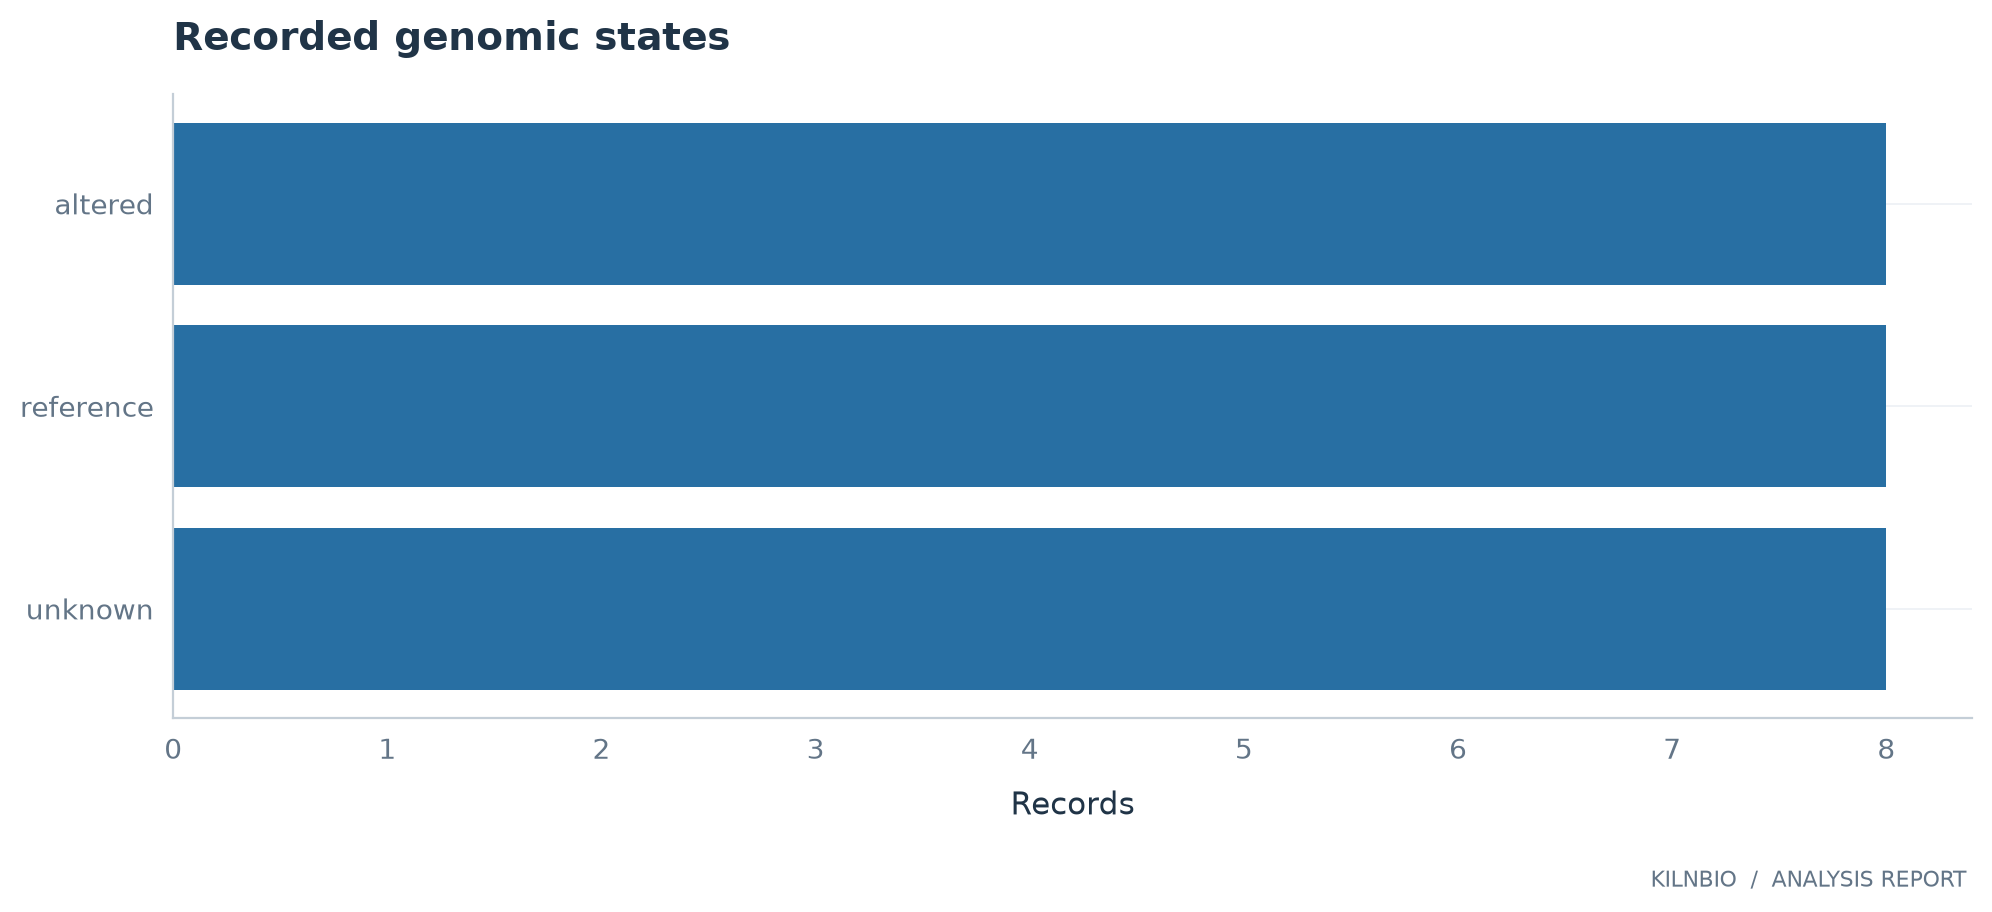 Recorded genomic states
altered
reference
unknown
0 1 2 3 4 5 6 7 8
Records
KILNBIO / ANALYSIS REPORT